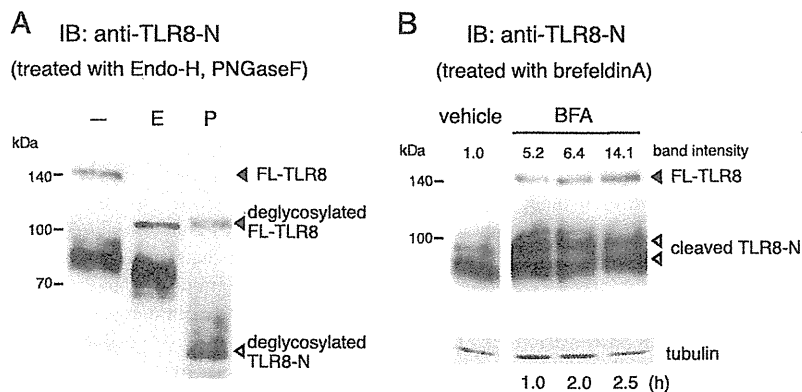 A IB: anti-TLR8-N
(treated with Endo-H, PNGaseF)
— E P
kDa
140
FL-TLR8
deglycosylated
FL-TLR8
100
70
deglycosylated
TLR8-N
B IB: anti-TLR8-N
(treated with brefeldinA)
vehicle BFA
kDa 1.0 5.2 6.4 14.1 band intensity
140
FL-TLR8
100
cleaved TLR8-N
tubulin
1.0 2.0 2.5 (h)